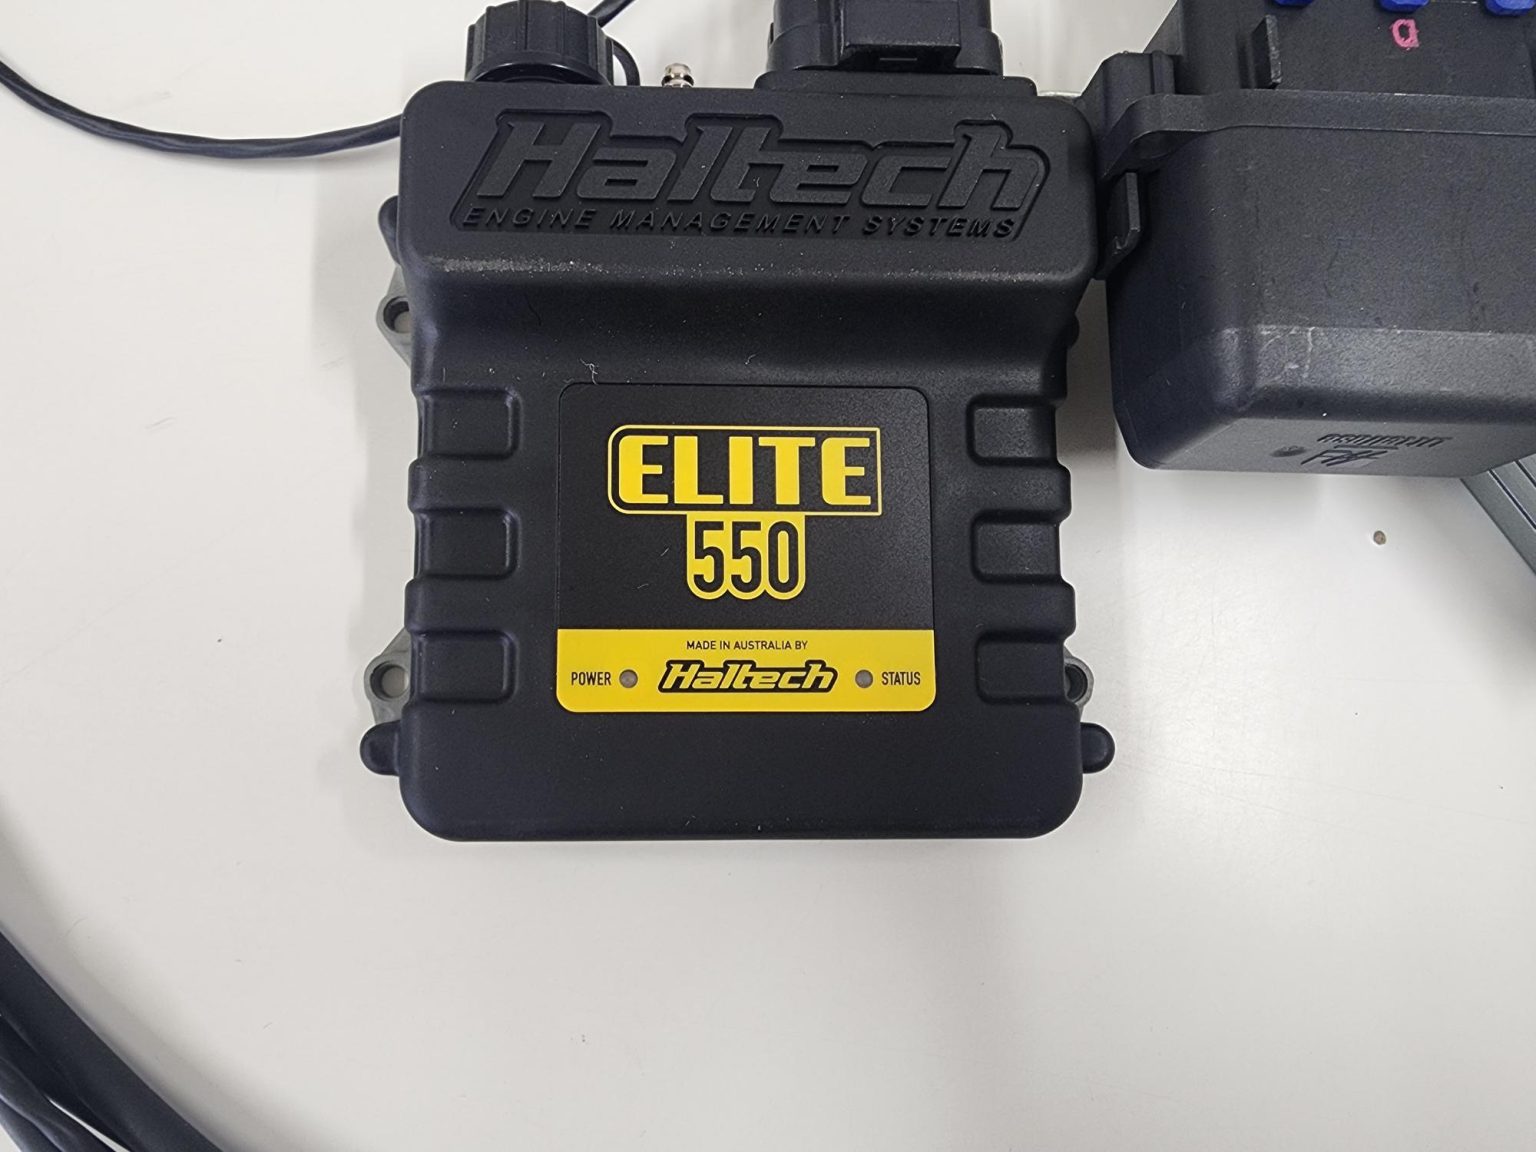 Haltech
ENGINE MANAGEMENT SYSTEMS
ELITE
550
MADE IN AUSTRALIA BY
POWER Haltech STATUS